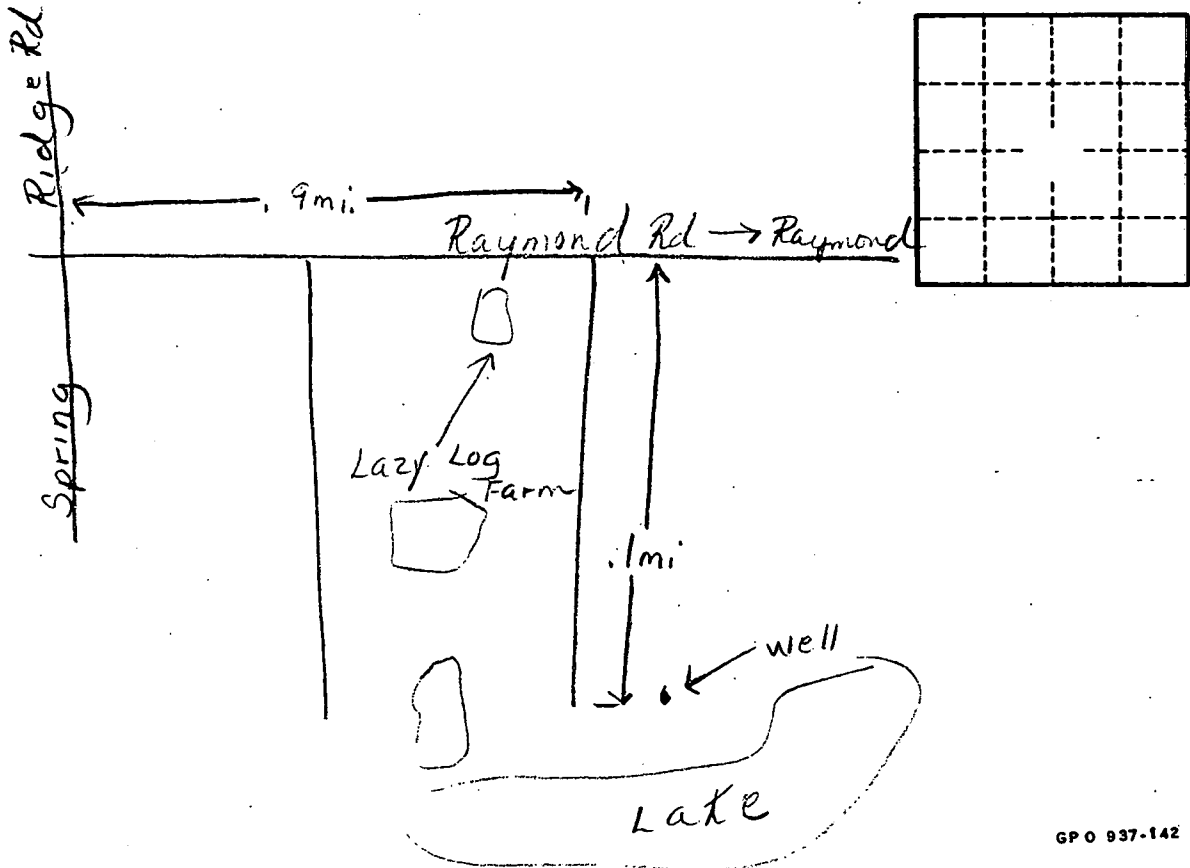 Spring Ridge Rd
.9mi.
Raymond Rd → Raymond
Lazy Log
Farm
.1mi
well
Lake
GPO 937-142